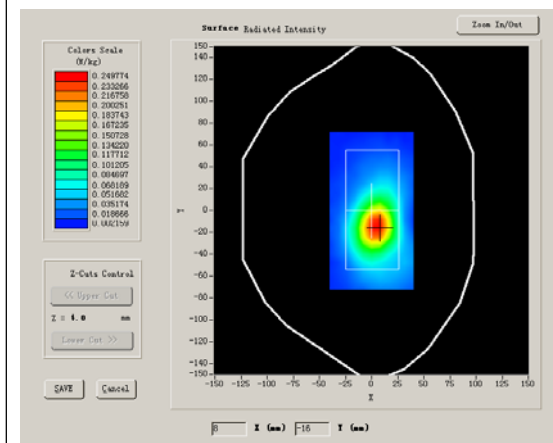 Surface Radiated Intensity
Zoom In/Out
Colors Scale
(W/kg)
0.249774
0.233266
0.216758
0.200251
0.183743
0.167235
0.150728
0.134220
0.117712
0.101205
0.084697
0.068189
0.051682
0.035174
0.018666
0.002159
Z-Cuts Control
<< Upper Cut
Z = 4.0 mm
Lower Cut >>
SAVE Cancel
150
140
120
100
80
60
40
20
0
-20
-40
-60
-80
-100
-120
-140
-150
Y
-150 -125 -100 -75 -50 -25 0 25 50 75 100 125 150
X
8 X (mm) -16 Y (mm)